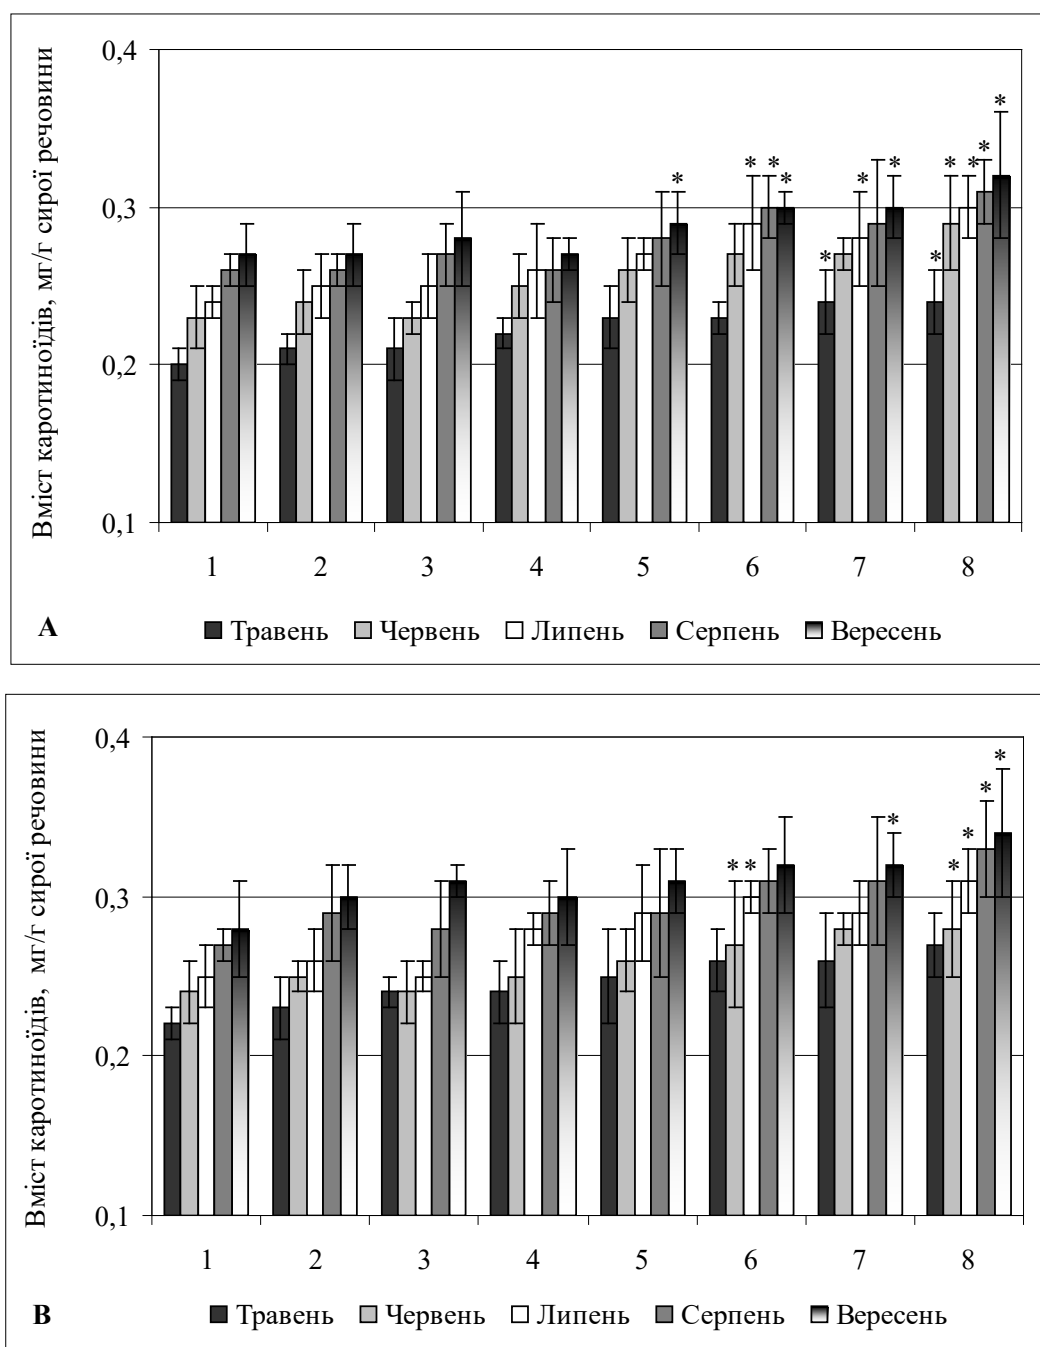 Вміст каротиноїдів, мг/г сирої речовини
0,4
0,3
0,2
0,1
* * * * * * * * * * * * *
1 2 3 4 5 6 7 8
А
Травень Червень Липень Серпень Вересень
Вміст каротиноїдів, мг/г сирої речовини
0,4
0,3
0,2
0,1
* * * * * * *
1 2 3 4 5 6 7 8
В
Травень Червень Липень Серпень Вересень